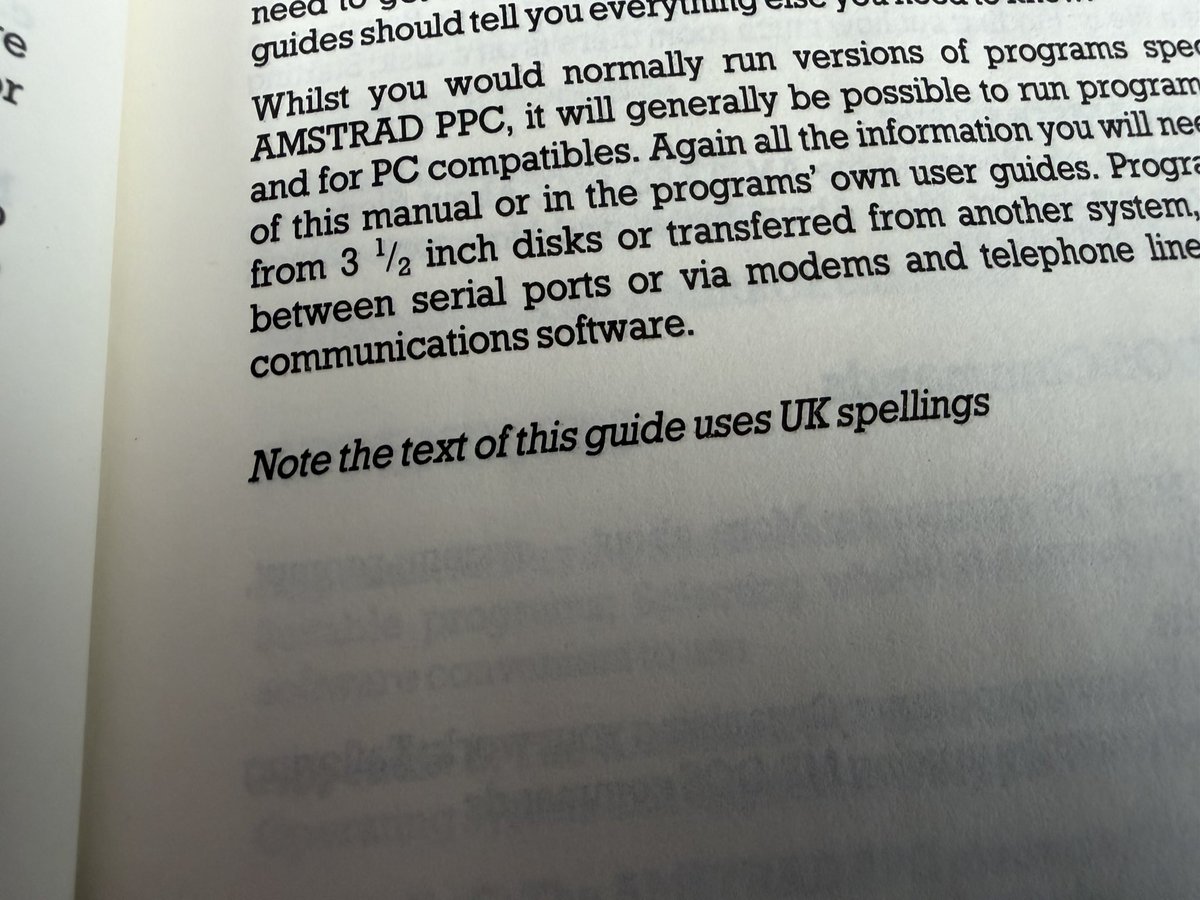 re
or
need to
guides should tell you everything else you need to know.
Whilst you would normally run versions of programs
AMSTRAD PPC, it will generally be possible to run program
and for PC compatibles. Again all the information you will
of this manual or in the programs' own user guides.
from 3 1/2 inch disks or transferred from another system,
between serial ports or via modems and telephone line
communications software.
Note the text of this guide uses UK spellings